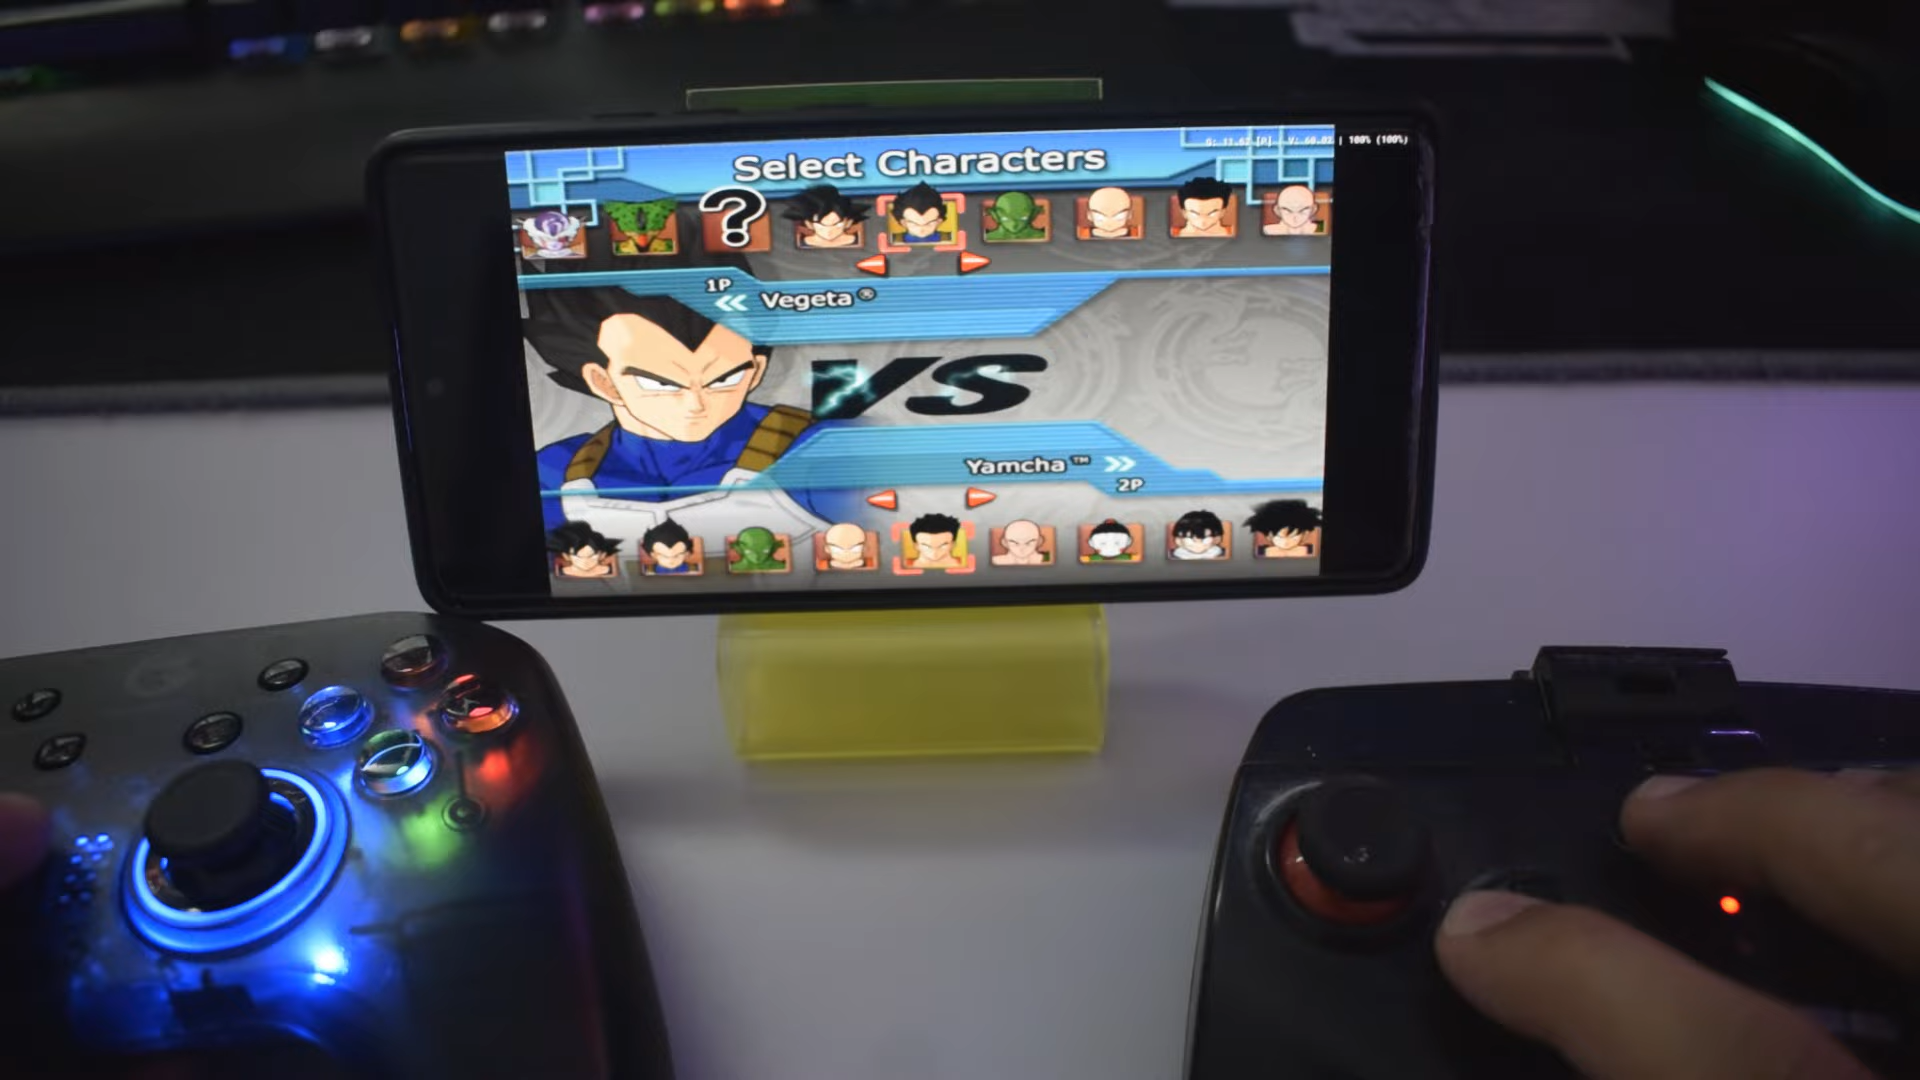 Select Characters
?
1P
« Vegeta ®
VS
Yamcha ™ »
2P
| 100% (100%)